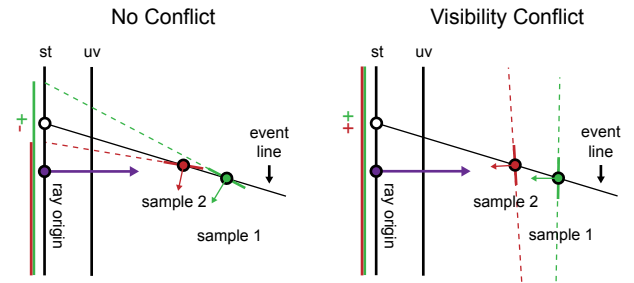 No Conflict
Visibility Conflict
st
uv
+
-
event
line
sample 2
sample 1
ray origin
st
uv
+
+
event
line
sample 2
sample 1
ray origin